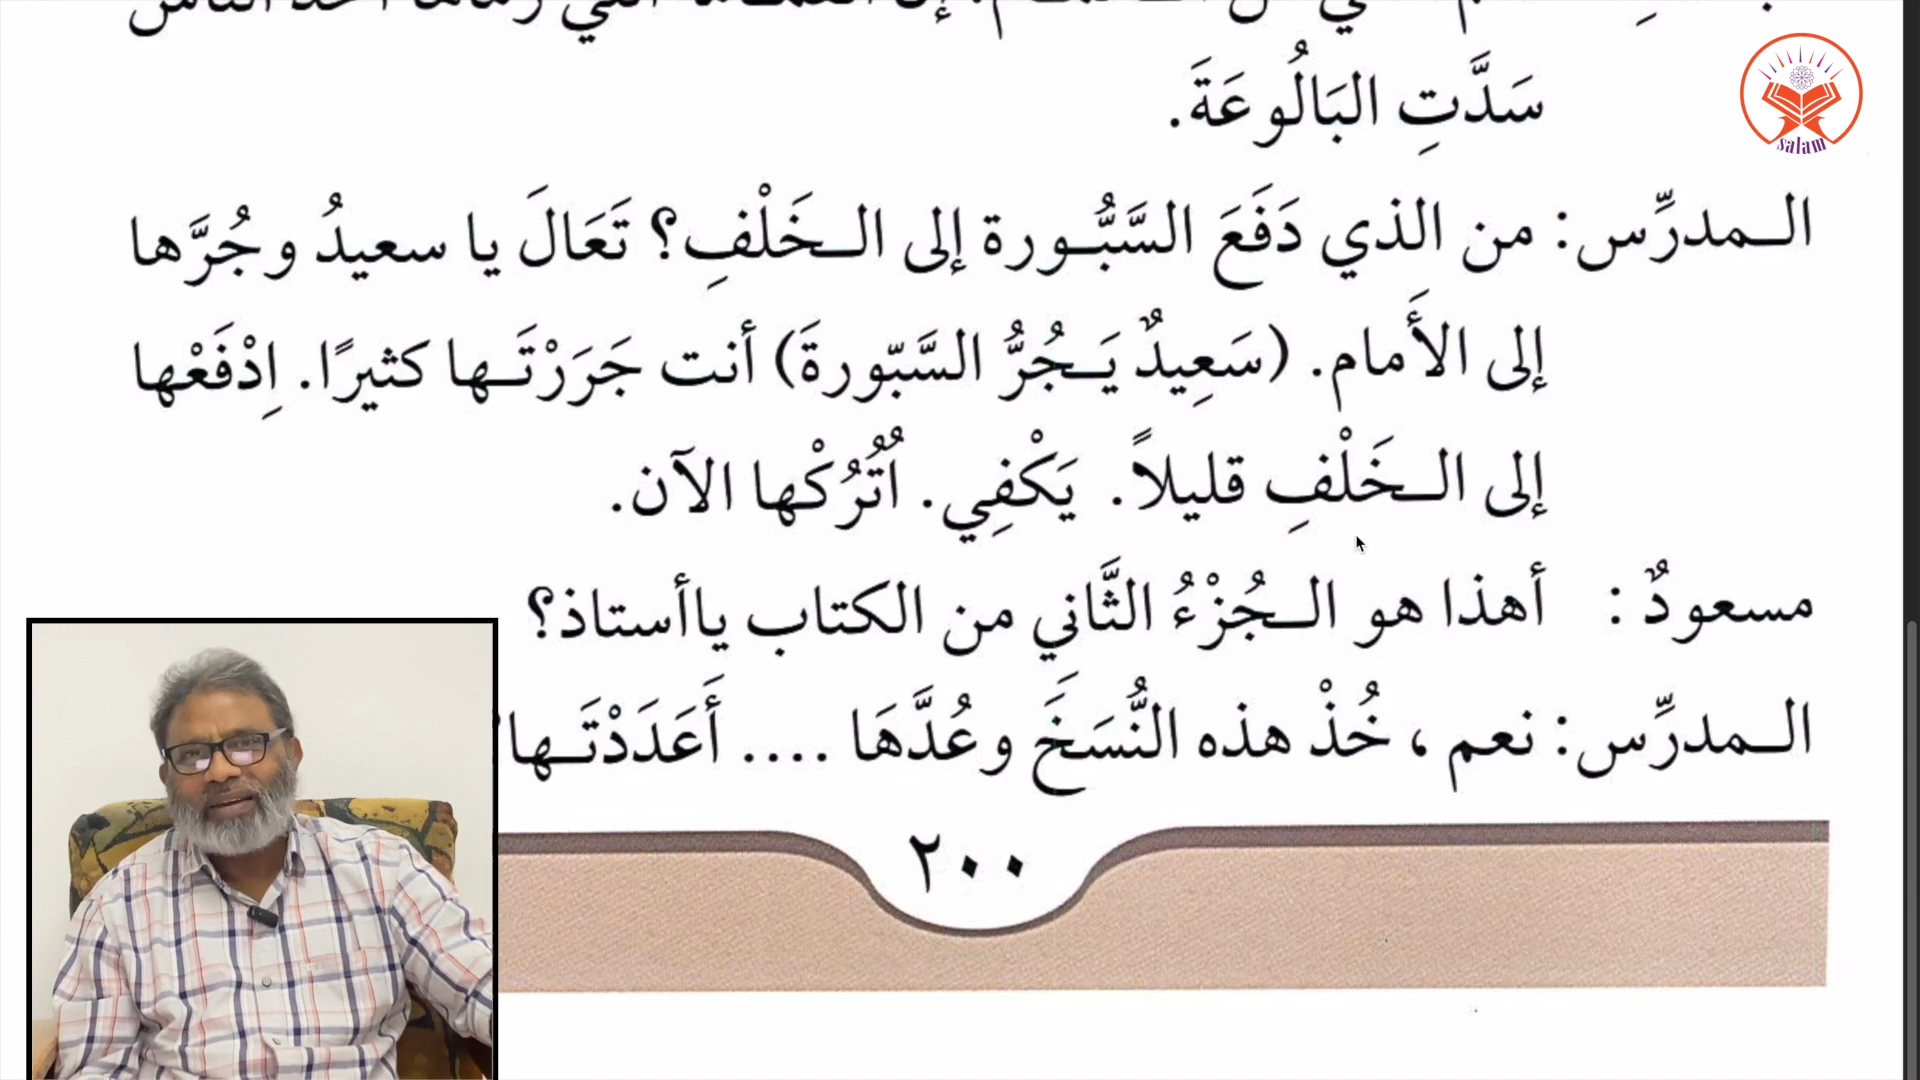 سَدَّتِ البَالُوعَةَ.
salam
الـمدرِّس: من الذي دَفَعَ السَّبُّـورة إلى الـخَلْفِ؟ تَعَالَ يا سعيدُ وجُرَّها
إلى الأَمام. (سَعِيدٌ يَـجُرُّ السَّبّورةَ) أنت جَرَرْتَـها كثيرًا. اِدْفَعْها
إلى الـخَلْفِ قليلاً. يَكْفِي. اُتْرُكْها الآن.
مسعودٌ : أهذا هو الـجُزْءُ الثَّاني من الكتاب ياأستاذ؟
الـمدرِّس: نعم ، خُذْ هذه النُّسَخَ وعُدَّهَا .... أَعَدَدْتَـها
٢٠٠